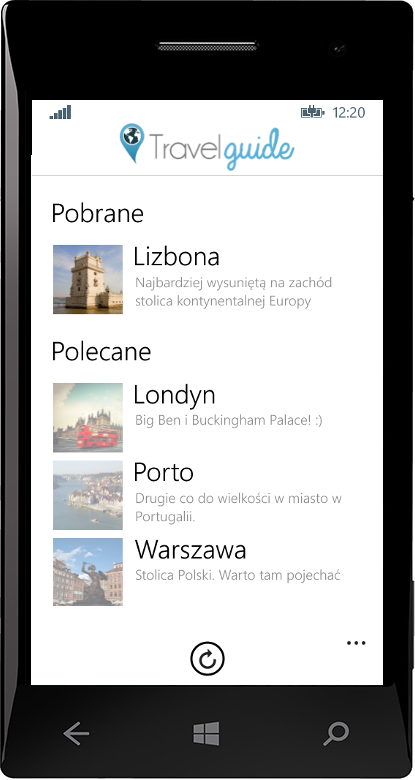 12:20
Travelguide
Pobrane
Lizbona
Najbardziej wysuniętą na zachód
stolica kontynentalnej Europy
Polecane
Londyn
Big Ben i Buckingham Palace! :)
Porto
Drugie co do wielkości w miasto w
Portugalii.
Warszawa
Stolica Polski. Warto tam pojechać